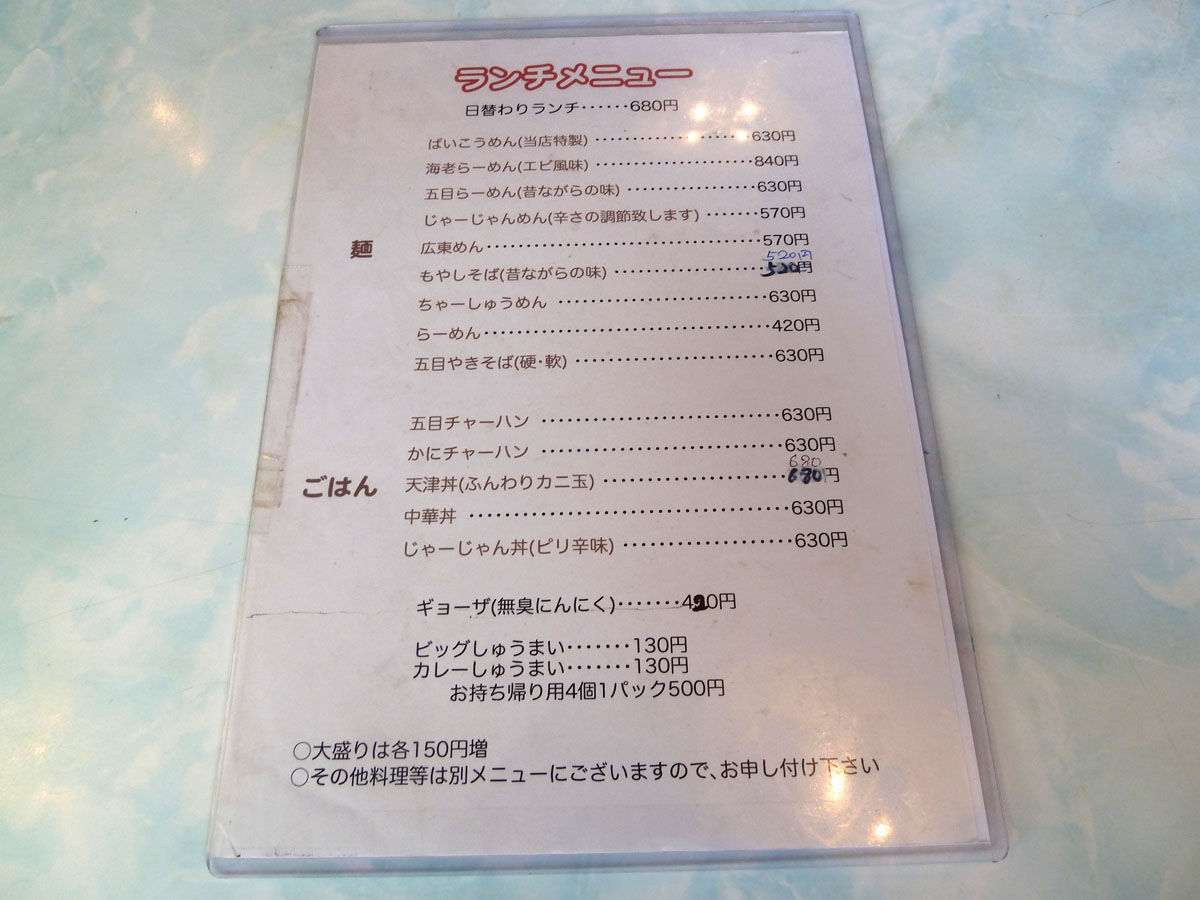 ランチメニュー
日替わりランチ‥‥‥680円
ぱいこうめん(当店特製)‥‥‥‥‥‥‥‥‥630円
海老らーめん(エビ風味)‥‥‥‥‥‥‥‥‥840円
五目らーめん(昔ながらの味)‥‥‥‥‥‥‥630円
じゃーじゃんめん(辛さの調節致します)‥‥‥570円
麺
広東めん‥‥‥‥‥‥‥‥‥‥‥‥‥‥570円
520円
もやしそば(昔ながらの味)‥‥‥‥‥‥‥‥520円
ちゃーしゅうめん‥‥‥‥‥‥‥‥‥‥‥630円
らーめん‥‥‥‥‥‥‥‥‥‥‥‥‥‥420円
五目やきそば(硬・軟)‥‥‥‥‥‥‥‥‥‥630円
五目チャーハン‥‥‥‥‥‥‥‥‥‥‥‥630円
かにチャーハン‥‥‥‥‥‥‥‥‥‥‥‥630円
680
ごはん
天津丼(ふんわりカニ玉)‥‥‥‥‥‥‥‥‥680円
中華丼‥‥‥‥‥‥‥‥‥‥‥‥‥‥‥‥630円
じゃーじゃん丼(ピリ辛味)‥‥‥‥‥‥‥‥630円
ギョーザ(無臭にんにく)‥‥‥・420円
ビッグしゅうまい‥‥‥・130円
カレーしゅうまい‥‥‥・130円
お持ち帰り用4個1パック500円
○大盛りは各150円増
○その他料理等は別メニューにございますので、お申し付け下さい